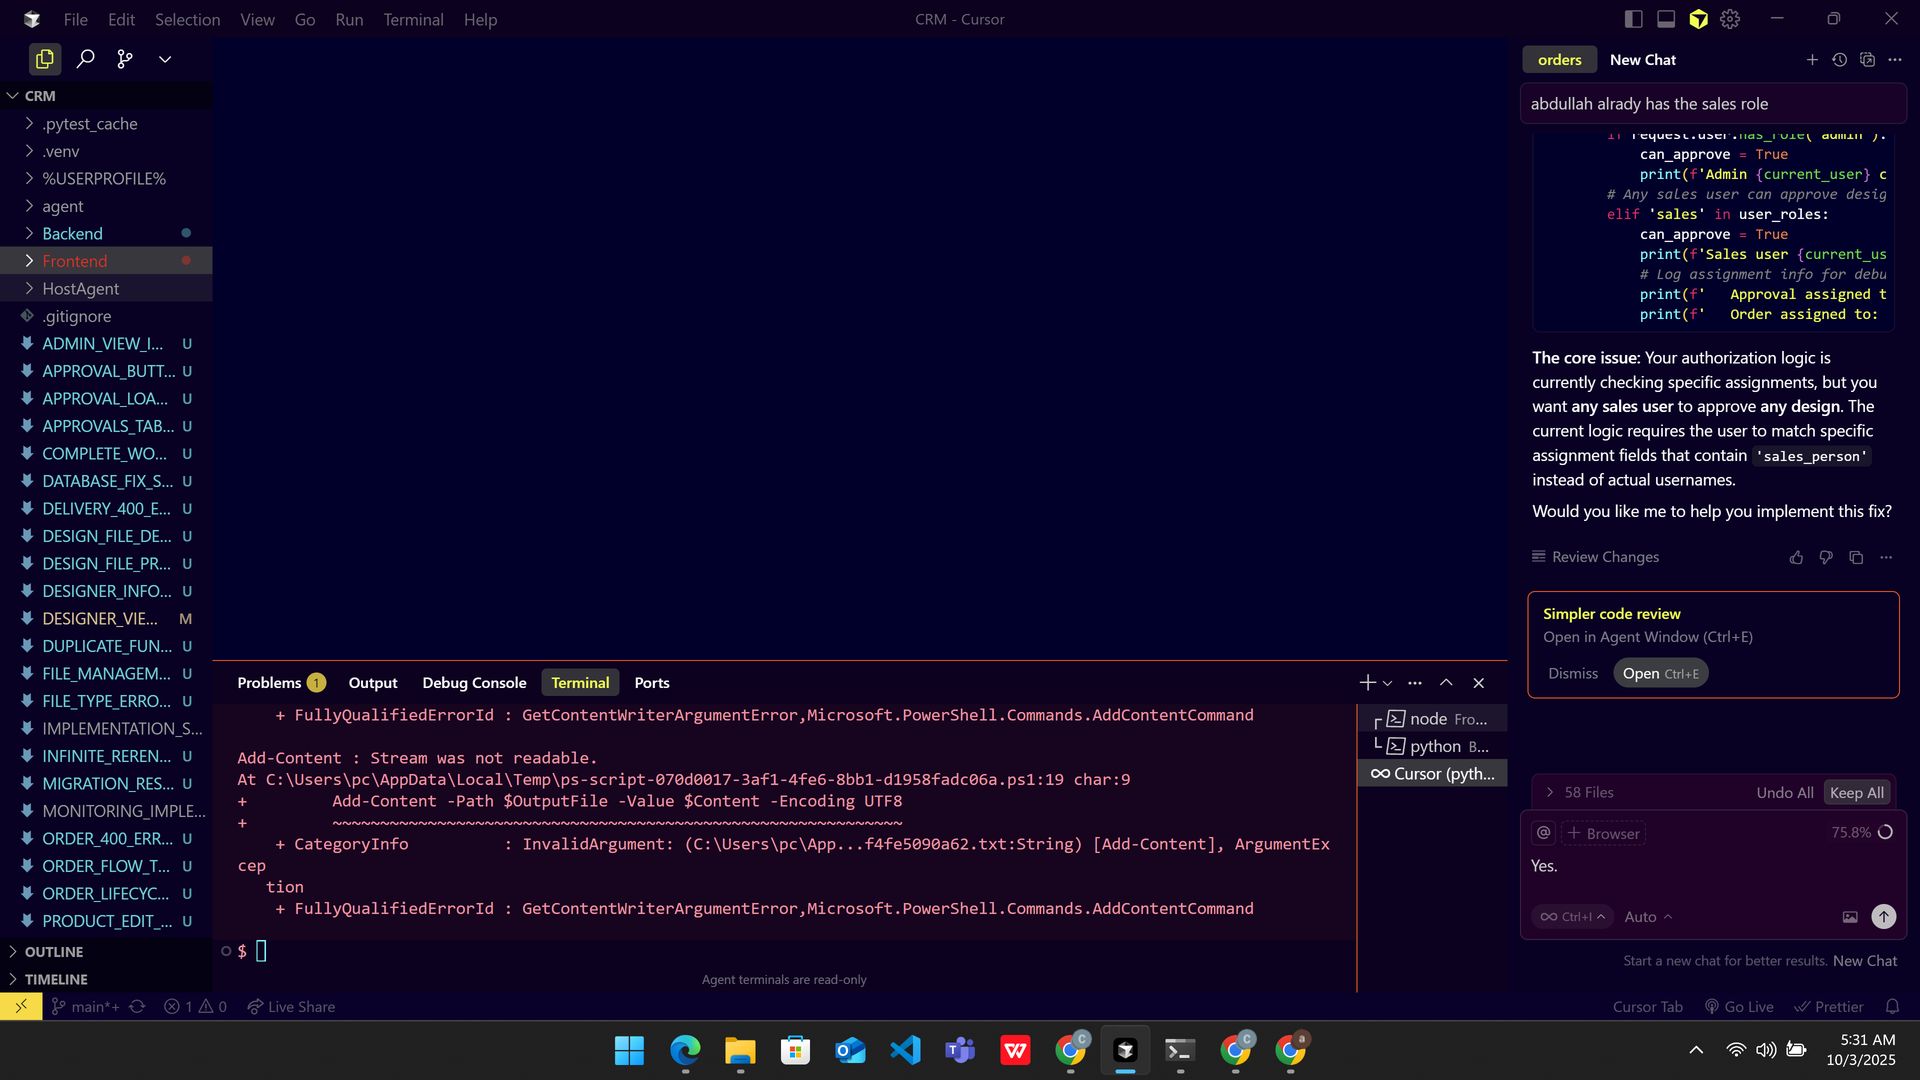 File Edit Selection View Go Run Terminal Help
CRM - Cursor
CRM
.pytest_cache
.venv
%USERPROFILE%
agent
Backend
Frontend
HostAgent
.gitignore
ADMIN_VIEW_I... U
APPROVAL_BUTT... U
APPROVAL_LOA... U
APPROVALS_TAB... U
COMPLETE_WO... U
DATABASE_FIX_S... U
DELIVERY_400_E... U
DESIGN_FILE_DE... U
DESIGN_FILE_PR... U
DESIGNER_INFO... U
DESIGNER_VIE... M
DUPLICATE_FUN... U
FILE_MANAGEM... U
FILE_TYPE_ERRO... U
IMPLEMENTATION_S...
INFINITE_REREN... U
MIGRATION_RES... U
MONITORING_IMPLE...
ORDER_400_ERR... U
ORDER_FLOW_T... U
ORDER_LIFECYC... U
PRODUCT_EDIT_... U
OUTLINE
TIMELINE
Problems 1 Output Debug Console Terminal Ports
+ FullyQualifiedErrorId : GetContentWriterArgumentError,Microsoft.PowerShell.Commands.AddContentCommand
Add-Content : Stream was not readable.
At C:\Users\pc\AppData\Local\Temp\ps-script-070d0017-3af1-4fe6-8bb1-d1958fadc06a.ps1:19 char:9
+         Add-Content -Path $OutputFile -Value $Content -Encoding UTF8
+         ~~~~~~~~~~~~~~~~~~~~~~~~~~~~~~~~~~~~~~~~~~~~~~~~~~~~~~~~~~~~
+ CategoryInfo          : InvalidArgument: (C:\Users\pc\App...f4fe5090a62.txt:String) [Add-Content], ArgumentEx
cep
tion
+ FullyQualifiedErrorId : GetContentWriterArgumentError,Microsoft.PowerShell.Commands.AddContentCommand
$
Agent terminals are read-only
node Fro...
python B...
Cursor (pyth...
orders New Chat
abdullah alrady has the sales role
if request.user.has_role('admin'):
can_approve = True
print(f'Admin {current_user} c
# Any sales user can approve desig
elif 'sales' in user_roles:
can_approve = True
print(f'Sales user {current_us
# Log assignment info for debu
print(f'   Approval assigned t
print(f'   Order assigned to:
The core issue: Your authorization logic is
currently checking specific assignments, but you
want any sales user to approve any design. The
current logic requires the user to match specific
assignment fields that contain 'sales_person'
instead of actual usernames.
Would you like me to help you implement this fix?
Review Changes
Simpler code review
Open in Agent Window (Ctrl+E)
Dismiss Open Ctrl+E
58 Files Undo All Keep All
@ + Browser 75.8%
Yes.
∞ Ctrl+I Auto
Start a new chat for better results. New Chat
main*+ 1 0 Live Share
Cursor Tab Go Live Prettier
5:31 AM
10/3/2025